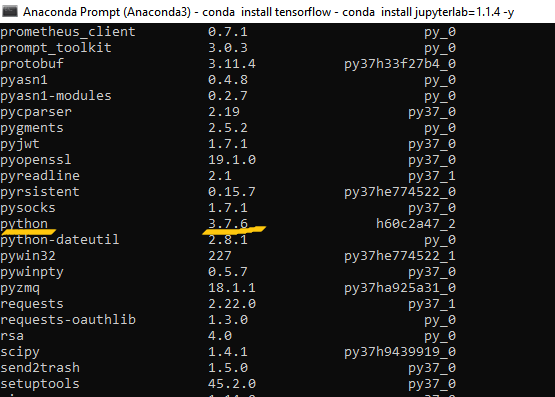 Anaconda Prompt (Anaconda3) - conda install tensorflow - conda install jupyterlab=1.1.4 -y
prometheus_client 0.7.1 py_0
prompt_toolkit 3.0.3 py_0
protobuf 3.11.4 py37h33f27b4_0
pyasn1 0.4.8 py_0
pyasn1-modules 0.2.7 py_0
pycparser 2.19 py37_0
pygments 2.5.2 py_0
pyjwt 1.7.1 py37_0
pyopenssl 19.1.0 py37_0
pyreadline 2.1 py37_1
pyrsistent 0.15.7 py37he774522_0
pysocks 1.7.1 py37_0
python 3.7.6 h60c2a47_2
python-dateutil 2.8.1 py_0
pywin32 227 py37he774522_1
pywinpty 0.5.7 py37_0
pyzmq 18.1.1 py37ha925a31_0
requests 2.22.0 py37_1
requests-oauthlib 1.3.0 py_0
rsa 4.0 py_0
scipy 1.4.1 py37h9439919_0
send2trash 1.5.0 py37_0
setuptools 45.2.0 py37_0